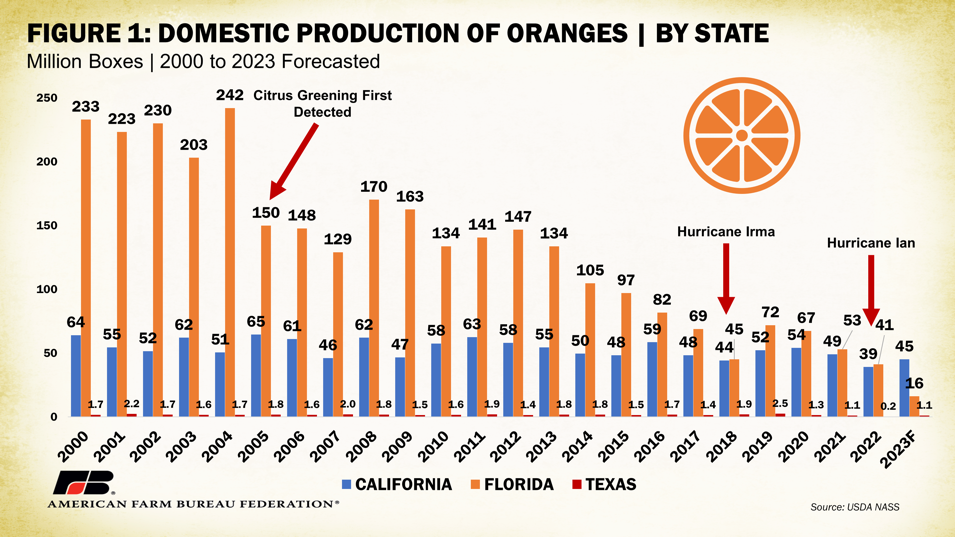 FIGURE 1: DOMESTIC PRODUCTION OF ORANGES | BY STATE
Million Boxes | 2000 to 2023 Forecasted
Citrus Greening First
Detected
Hurricane Irma
Hurricane Ian
250
200
150
100
50
0
64 233 1.7
55 223 2.2
52 230 1.7
62 203 1.6
51 242 1.7
65 150 1.8
61 148 1.6
46 129 2.0
62 170 1.8
47 163 1.5
58 134 1.6
63 141 1.9
58 147 1.4
55 134 1.8
50 105 1.8
48 97 1.5
59 82 1.7
48 69 1.4
44 45 1.9
52 72 2.5
54 67 1.3
49 53 1.1
39 41 0.2
45 16 1.1
2000 2001 2002 2003 2004 2005 2006 2007 2008 2009 2010 2011 2012 2013 2014 2015 2016 2017 2018 2019 2020 2021 2022 2023F
CALIFORNIA FLORIDA TEXAS
FB®
AMERICAN FARM BUREAU FEDERATION®
Source: USDA NASS